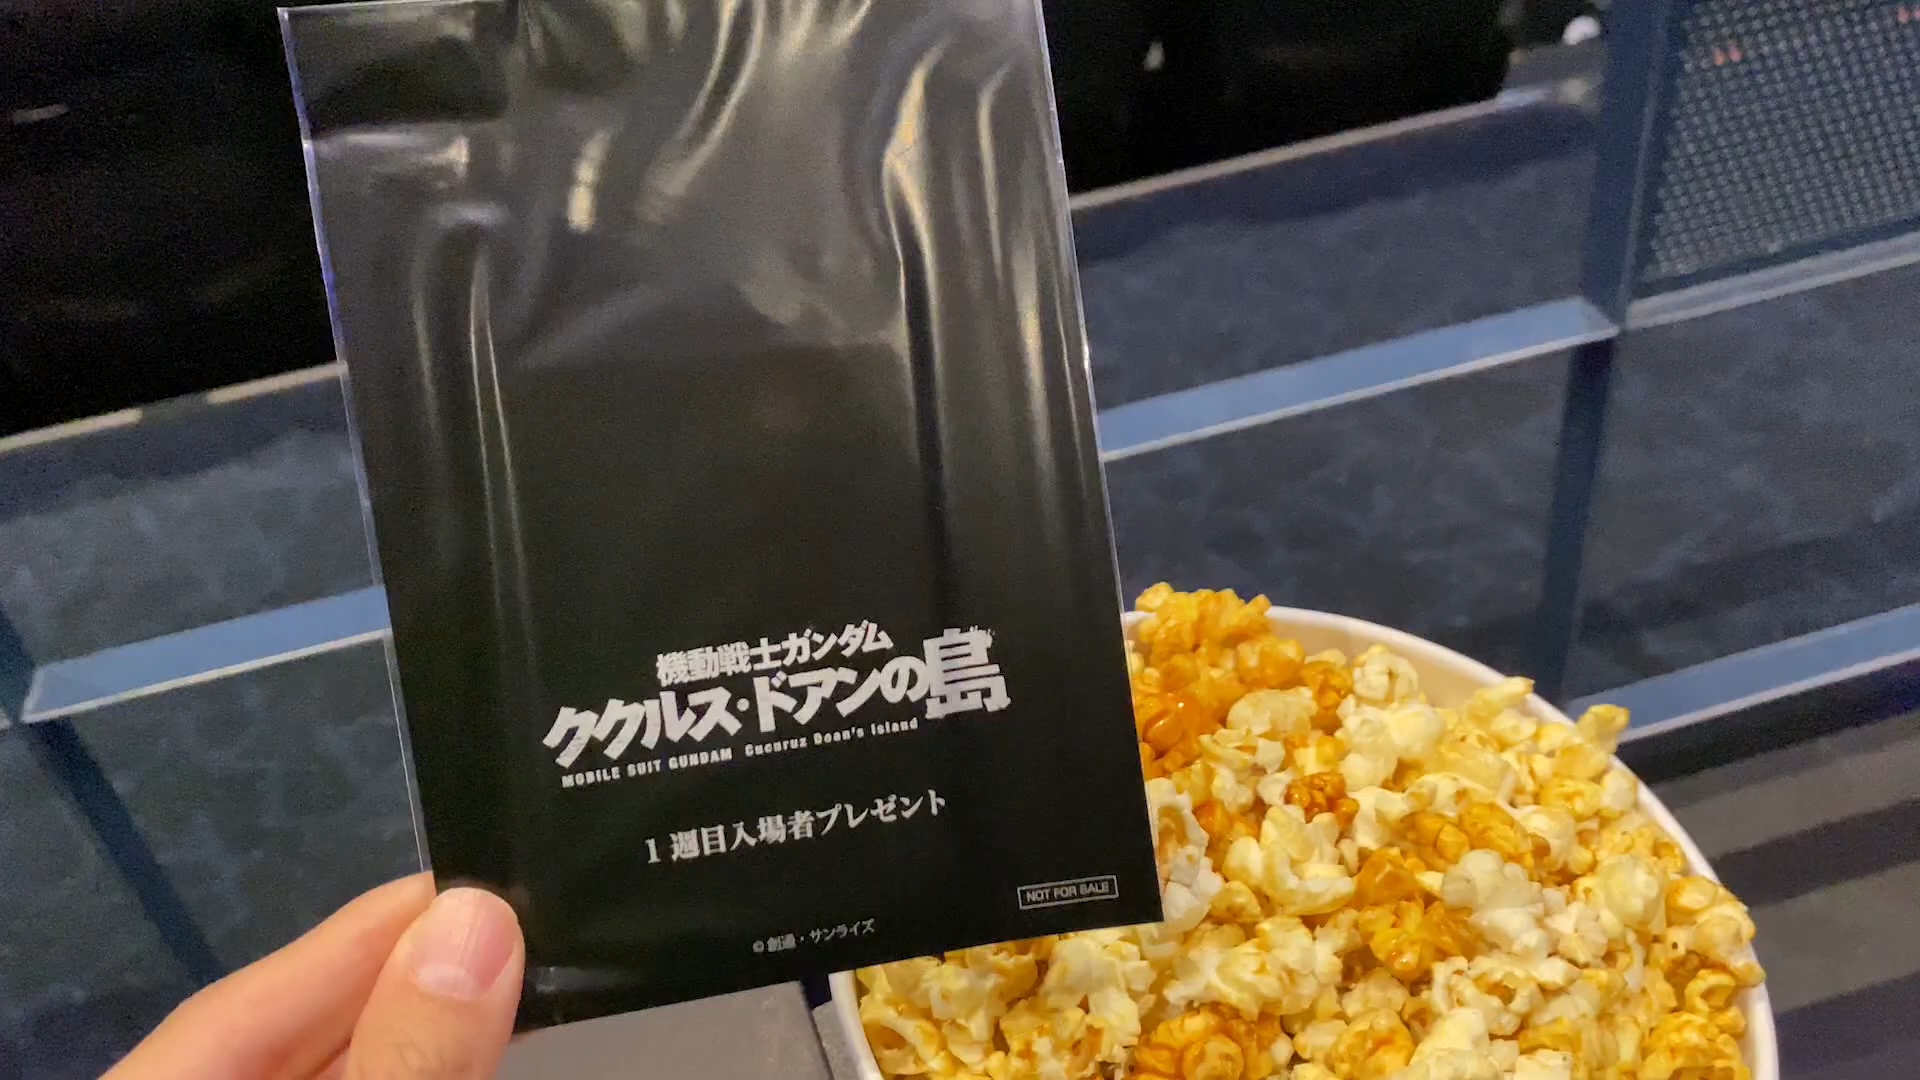 機動戦士ガンダム
ククルス・ドアンの島
MOBILE SUIT GUNDAM Cucuruz Doan's Island
1週目入場者プレゼント
NOT FOR SALE
©創通・サンライズ